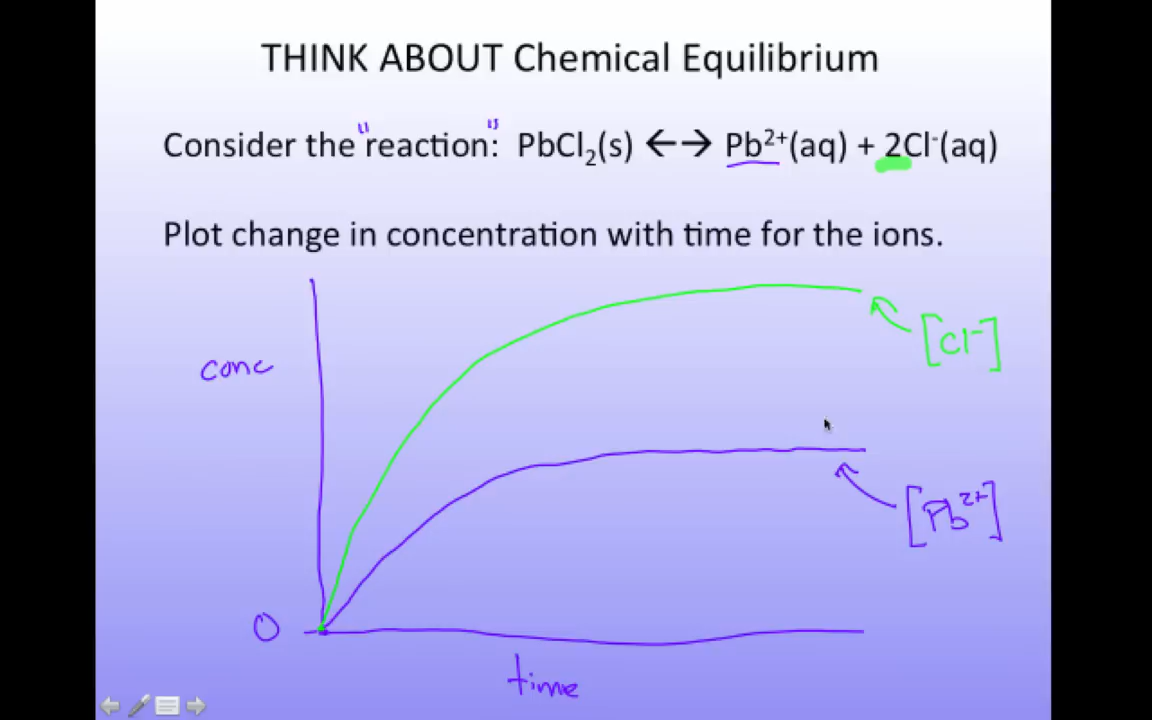 THINK ABOUT Chemical Equilibrium
Consider the "reaction": PbCl₂(s) ←→ Pb²⁺(aq) + 2Cl⁻(aq)
Plot change in concentration with time for the ions.
[Cl⁻]
conc
[Pb²⁺]
0
time